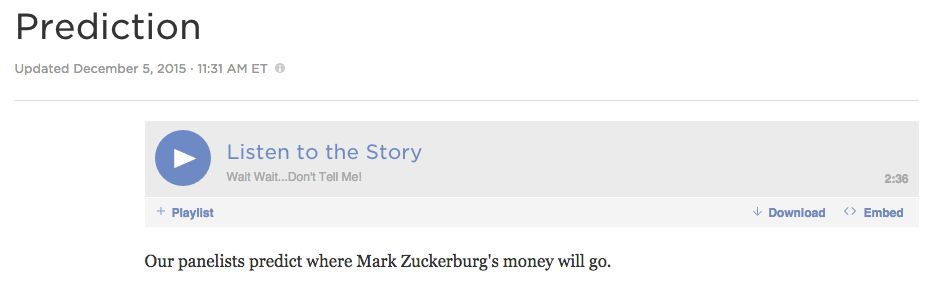 Prediction
Updated December 5, 2015 · 11:31 AM ET
Listen to the Story
Wait Wait...Don't Tell Me!
2:36
+ Playlist
Download
Embed
Our panelists predict where Mark Zuckerburg's money will go.